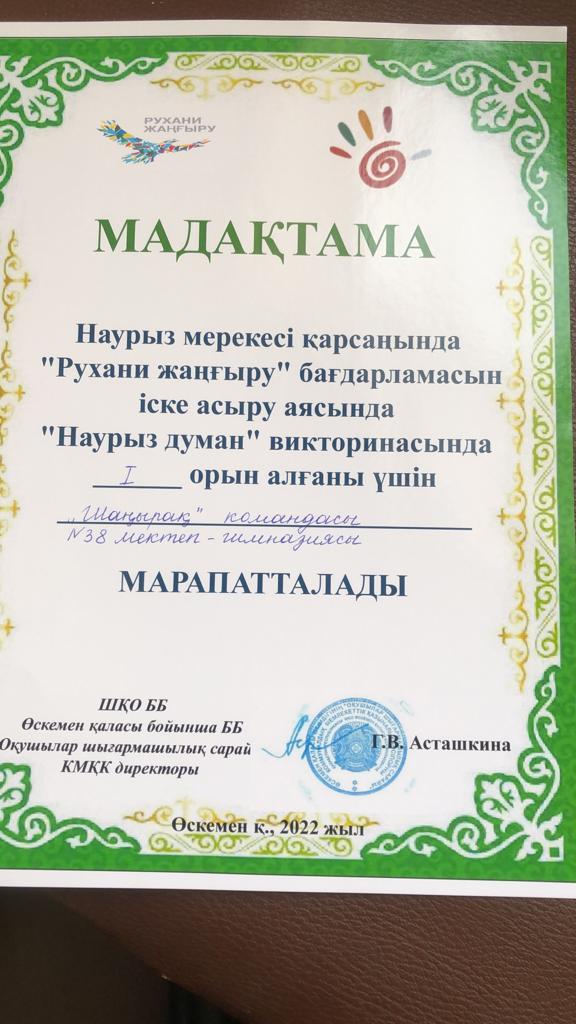 РУХАНИ
ЖАҢҒЫРУ
МАДАҚТАМА
Наурыз мерекесі қарсаңында
"Рухани жаңғыру" бағдарламасын
іске асыру аясында
"Наурыз думан" викторинасында
I орын алғаны үшін
„Шаңырақ" командасы
N38 мектеп - гимназиясы
МАРАПАТТАЛАДЫ
ШҚО ББ
Өскемен қаласы бойынша ББ
Оқушылар шығармашылық сарай
КМҚК директоры
Г.В. Асташкина
Өскемен қ., 2022 жыл